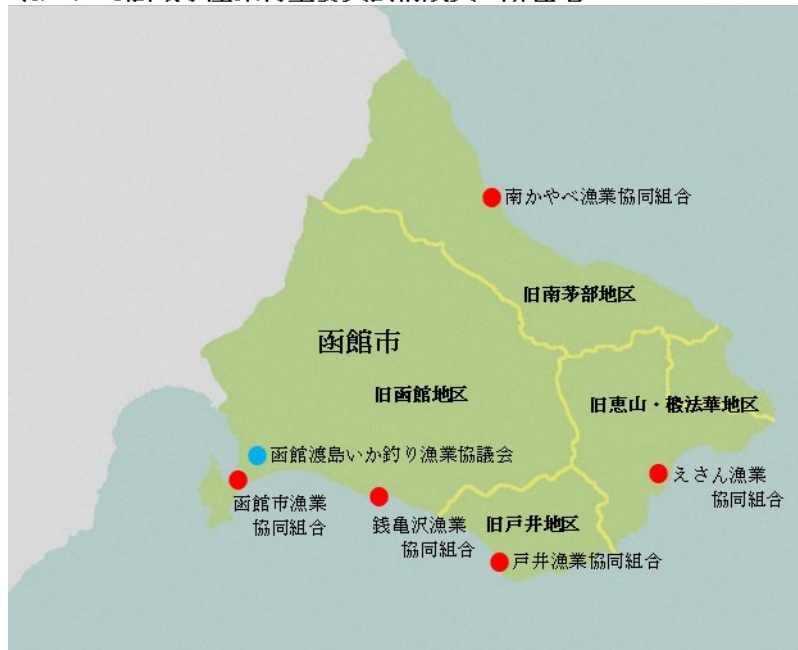 南かやべ漁業協同組合
旧南茅部地区
函館市
旧函館地区
旧恵山・椴法華地区
函館渡島いか釣り漁業協議会
えさん漁業
協同組合
函館市漁業
協同組合
銭亀沢漁業
協同組合
旧戸井地区
戸井漁業協同組合